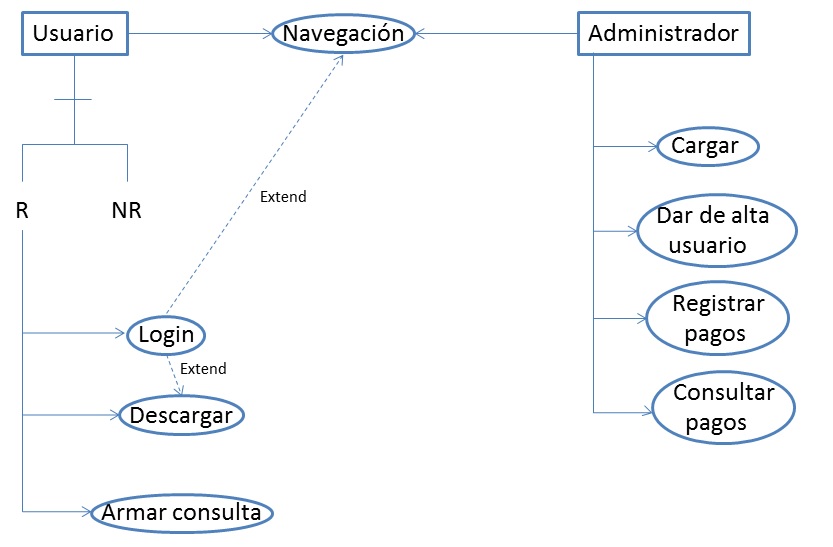 Usuario
Navegación
Administrador
Cargar
Extend
R
NR
Dar de alta
usuario
Registrar
pagos
Login
Extend
Descargar
Consultar
pagos
Armar consulta